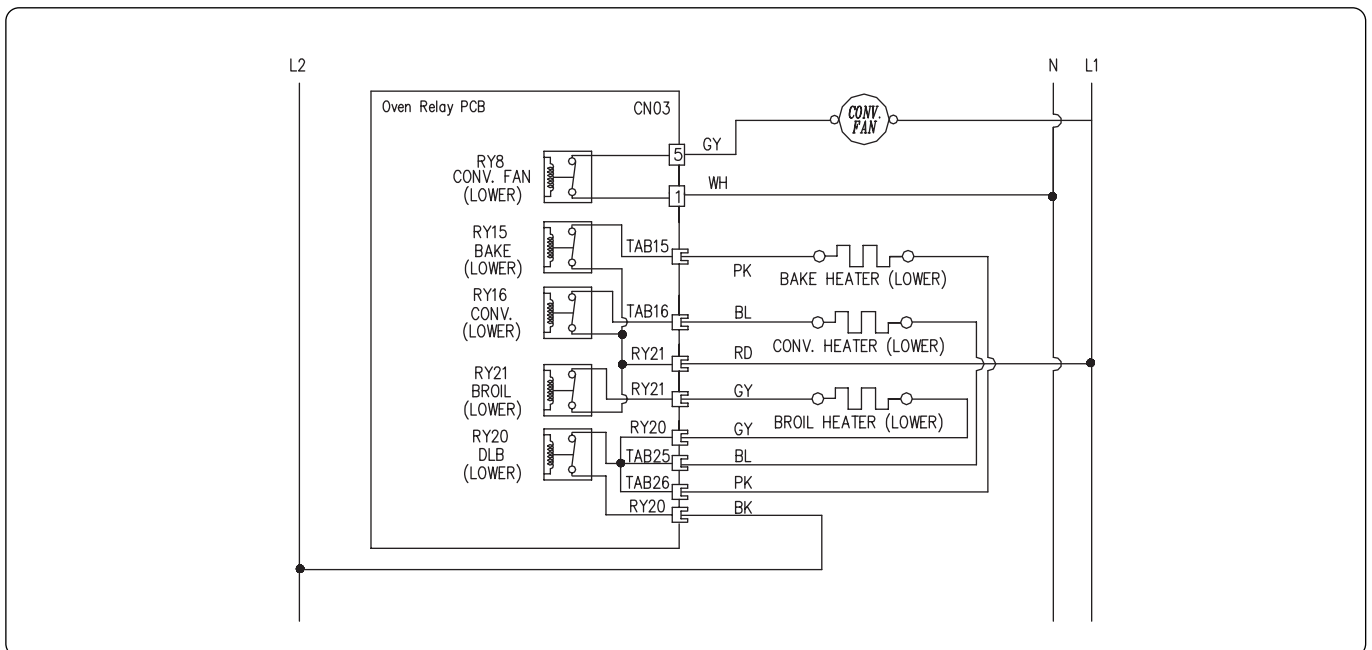 L2
N
L1
Oven Relay PCB
CN03
CONV.
FAN
5
GY
RY8
CONV. FAN
(LOWER)
1
WH
RY15
BAKE
(LOWER)
TAB15
PK
BAKE HEATER (LOWER)
RY16
CONV.
(LOWER)
TAB16
BL
CONV. HEATER (LOWER)
RY21
RD
RY21
BROIL
(LOWER)
RY21
GY
BROIL HEATER (LOWER)
RY20
DLB
(LOWER)
RY20
GY
TAB25
BL
TAB26
PK
RY20
BK